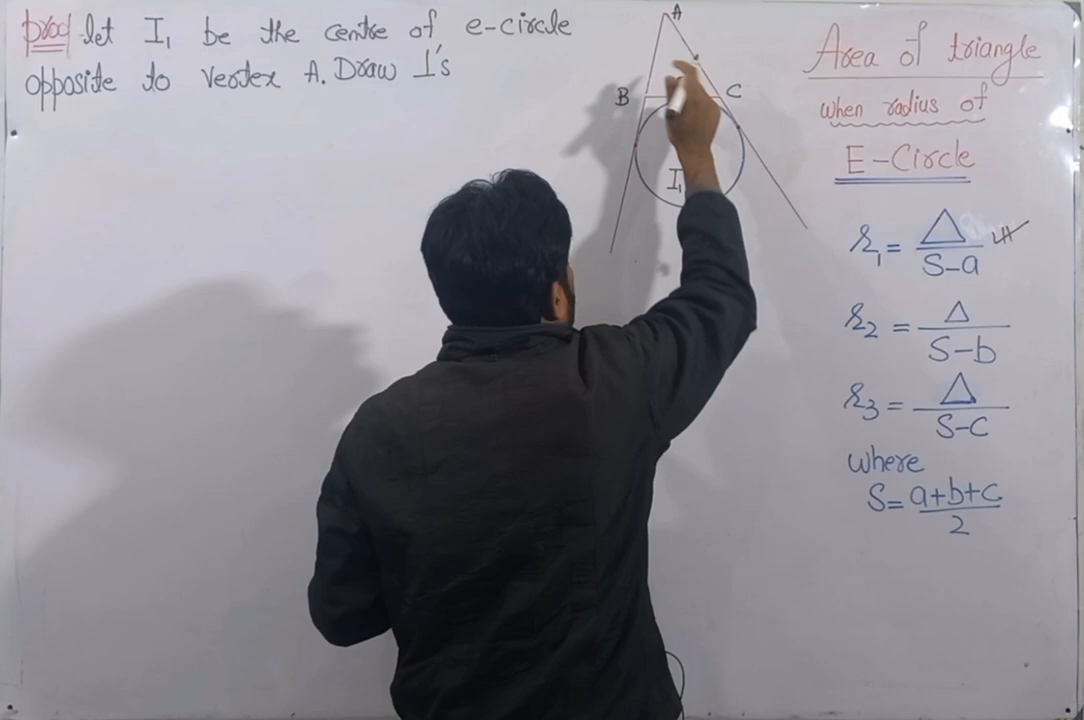 proof let I₁ be the centre of e-circle
opposite to vertex A. Draw ⊥'s
A
B
C
I₁
Area of triangle
when radius of
E-Circle
r₁ = Δ/S-a
r₂ = Δ/S-b
r₃ = Δ/S-c
where
S = a+b+c/2